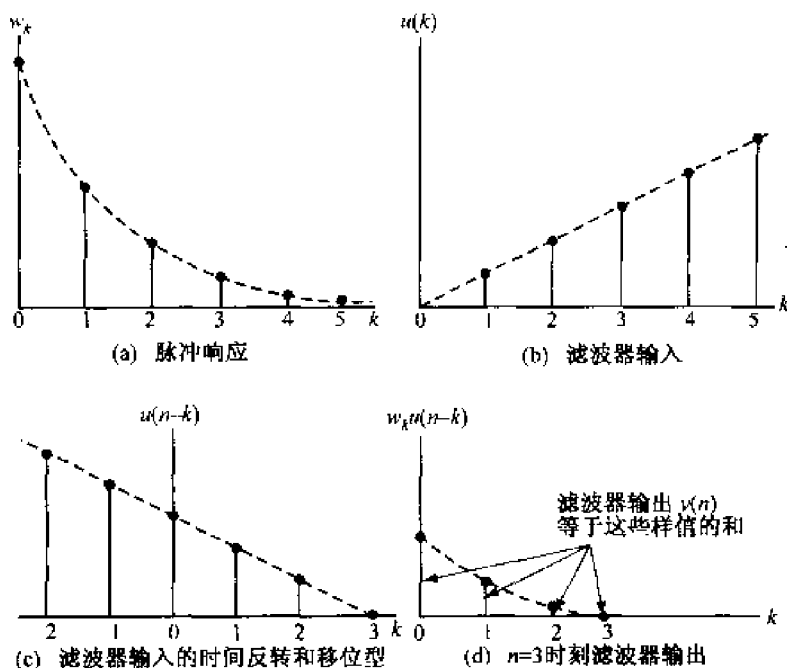 w_k
u(k)
0 1 2 3 4 5 k
0 1 2 3 4 5 k
(a) 脉冲响应
(b) 滤波器输入
u(n-k)
w_k u(n-k)
滤波器输出 y(n)
等于这些样值的和
2 1 0 1 2 3 k
1 2 3 k
(c) 滤波器输入的时间反转和移位型
(d) n=3时刻滤波器输出